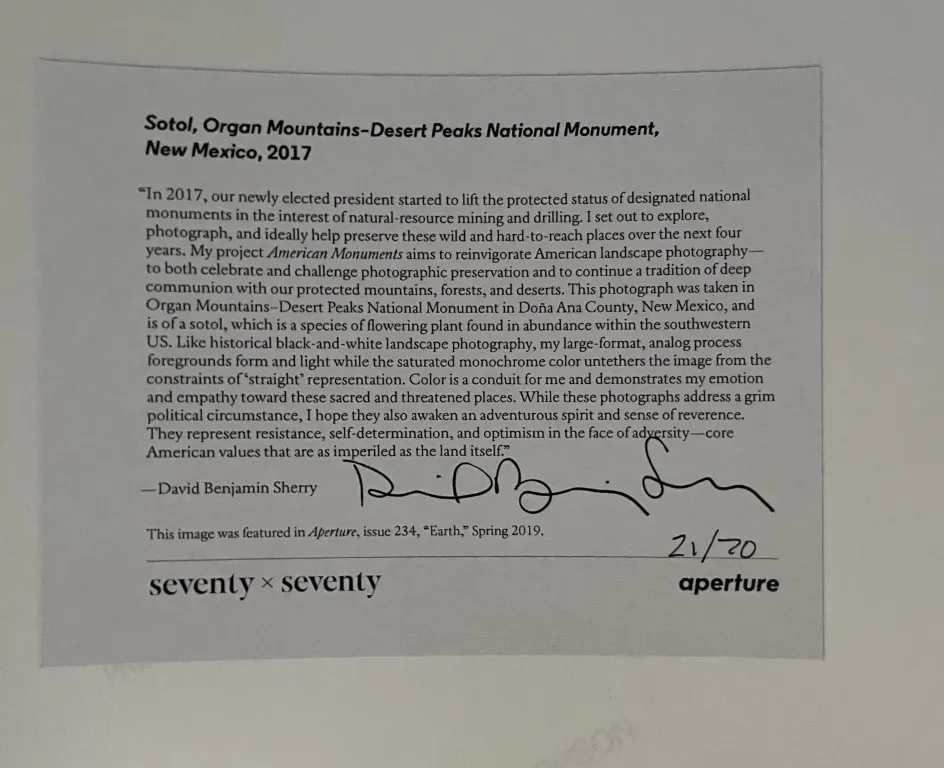 Sotol, Organ Mountains–Desert Peaks National Monument,
New Mexico, 2017
“In 2017, our newly elected president started to lift the protected status of designated national
monuments in the interest of natural-resource mining and drilling. I set out to explore,
photograph, and ideally help preserve these wild and hard-to-reach places over the next four
years. My project American Monuments aims to reinvigorate American landscape photography—
to both celebrate and challenge photographic preservation and to continue a tradition of deep
communion with our protected mountains, forests, and deserts. This photograph was taken in
Organ Mountains–Desert Peaks National Monument in Doña Ana County, New Mexico, and
is of a sotol, which is a species of flowering plant found in abundance within the southwestern
US. Like historical black-and-white landscape photography, my large-format, analog process
foregrounds form and light while the saturated monochrome color untethers the image from the
constraints of ‘straight’ representation. Color is a conduit for me and demonstrates my emotion
and empathy toward these sacred and threatened places. While these photographs address a grim
political circumstance, I hope they also awaken an adventurous spirit and sense of reverence.
They represent resistance, self-determination, and optimism in the face of adversity—core
American values that are as imperiled as the land itself.”
—David Benjamin Sherry
This image was featured in Aperture, issue 234, “Earth,” Spring 2019.
21/70
seventy × seventy
aperture